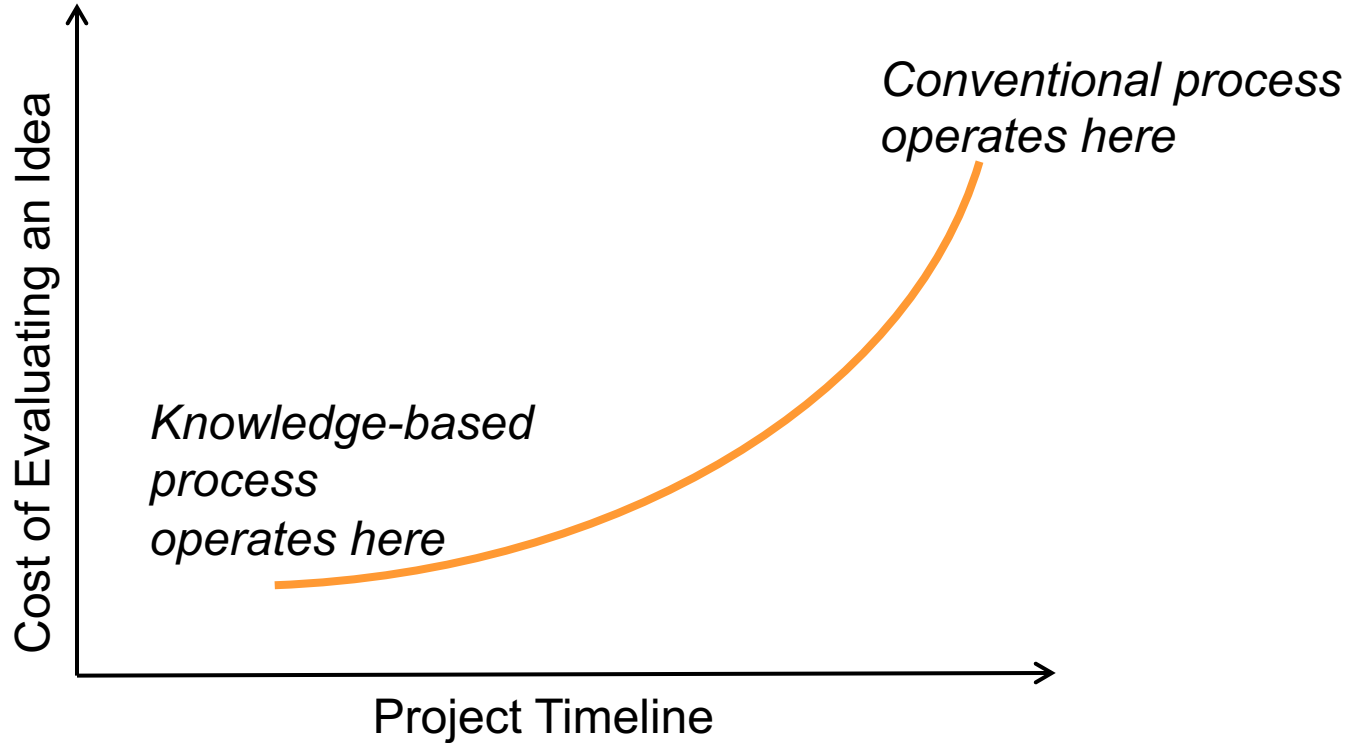 Conventional process
operates here
Cost of Evaluating an Idea
Knowledge-based
process
operates here
Project Timeline